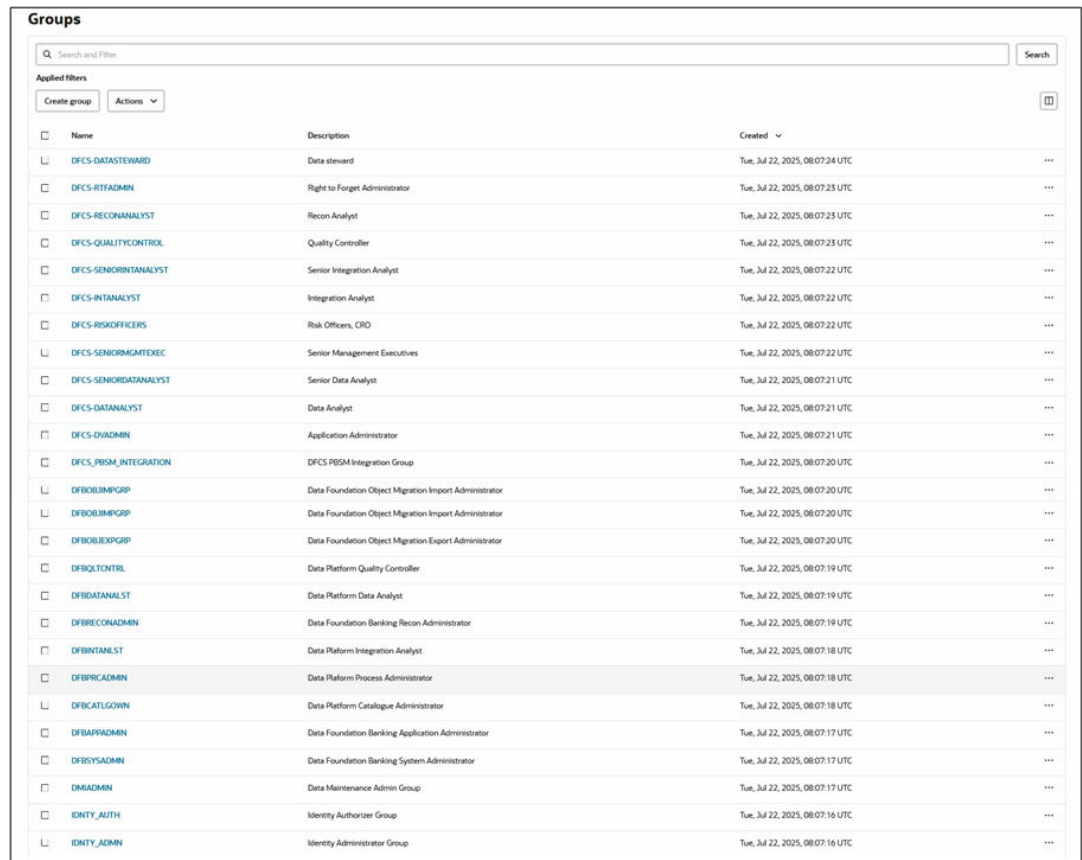 Groups
Search and Filter Search
Applied filters
Create group Actions
Name Description Created
DFCS-DATASTEWARD Data steward Tue, Jul 22, 2025, 08:07:24 UTC
DFCS-RTFADMIN Right to Forget Administrator Tue, Jul 22, 2025, 08:07:23 UTC
DFCS-RECONANALYST Recon Analyst Tue, Jul 22, 2025, 08:07:23 UTC
DFCS-QUALITYCONTROL Quality Controller Tue, Jul 22, 2025, 08:07:23 UTC
DFCS-SENIORINTANALYST Senior Integration Analyst Tue, Jul 22, 2025, 08:07:22 UTC
DFCS-INTANALYST Integration Analyst Tue, Jul 22, 2025, 08:07:22 UTC
DFCS-RISKOFFICERS Risk Officers, CRO Tue, Jul 22, 2025, 08:07:22 UTC
DFCS-SENIORMGMTEXEC Senior Management Executives Tue, Jul 22, 2025, 08:07:22 UTC
DFCS-SENIORDATANALYST Senior Data Analyst Tue, Jul 22, 2025, 08:07:21 UTC
DFCS-DATANALYST Data Analyst Tue, Jul 22, 2025, 08:07:21 UTC
DFCS-DVADMIN Application Administrator Tue, Jul 22, 2025, 08:07:21 UTC
DFCS_PBSM_INTEGRATION DFCS PBSM Integration Group Tue, Jul 22, 2025, 08:07:20 UTC
DFBOBJIMPGRP Data Foundation Object Migration Import Administrator Tue, Jul 22, 2025, 08:07:20 UTC
DFBOBJIMPGRP Data Foundation Object Migration Import Administrator Tue, Jul 22, 2025, 08:07:20 UTC
DFBOBJEXPGRP Data Foundation Object Migration Export Administrator Tue, Jul 22, 2025, 08:07:20 UTC
DFBQLTCNTRL Data Platform Quality Controller Tue, Jul 22, 2025, 08:07:19 UTC
DFBDATANALST Data Platform Data Analyst Tue, Jul 22, 2025, 08:07:19 UTC
DFBRECONADMIN Data Foundation Banking Recon Administrator Tue, Jul 22, 2025, 08:07:19 UTC
DFBINTANLST Data Plaform Integration Analyst Tue, Jul 22, 2025, 08:07:18 UTC
DFBPRCADMIN Data Plaform Process Administrator Tue, Jul 22, 2025, 08:07:18 UTC
DFBCATLGOWN Data Platform Catalogue Administrator Tue, Jul 22, 2025, 08:07:18 UTC
DFBAPPADMIN Data Foundation Banking Application Administrator Tue, Jul 22, 2025, 08:07:17 UTC
DFBSYSADMN Data Foundation Banking System Administrator Tue, Jul 22, 2025, 08:07:17 UTC
DMIADMIN Data Maintenance Admin Group Tue, Jul 22, 2025, 08:07:17 UTC
IDNTY_AUTH Identity Authorizer Group Tue, Jul 22, 2025, 08:07:16 UTC
IDNTY_ADMN Identity Administrator Group Tue, Jul 22, 2025, 08:07:16 UTC